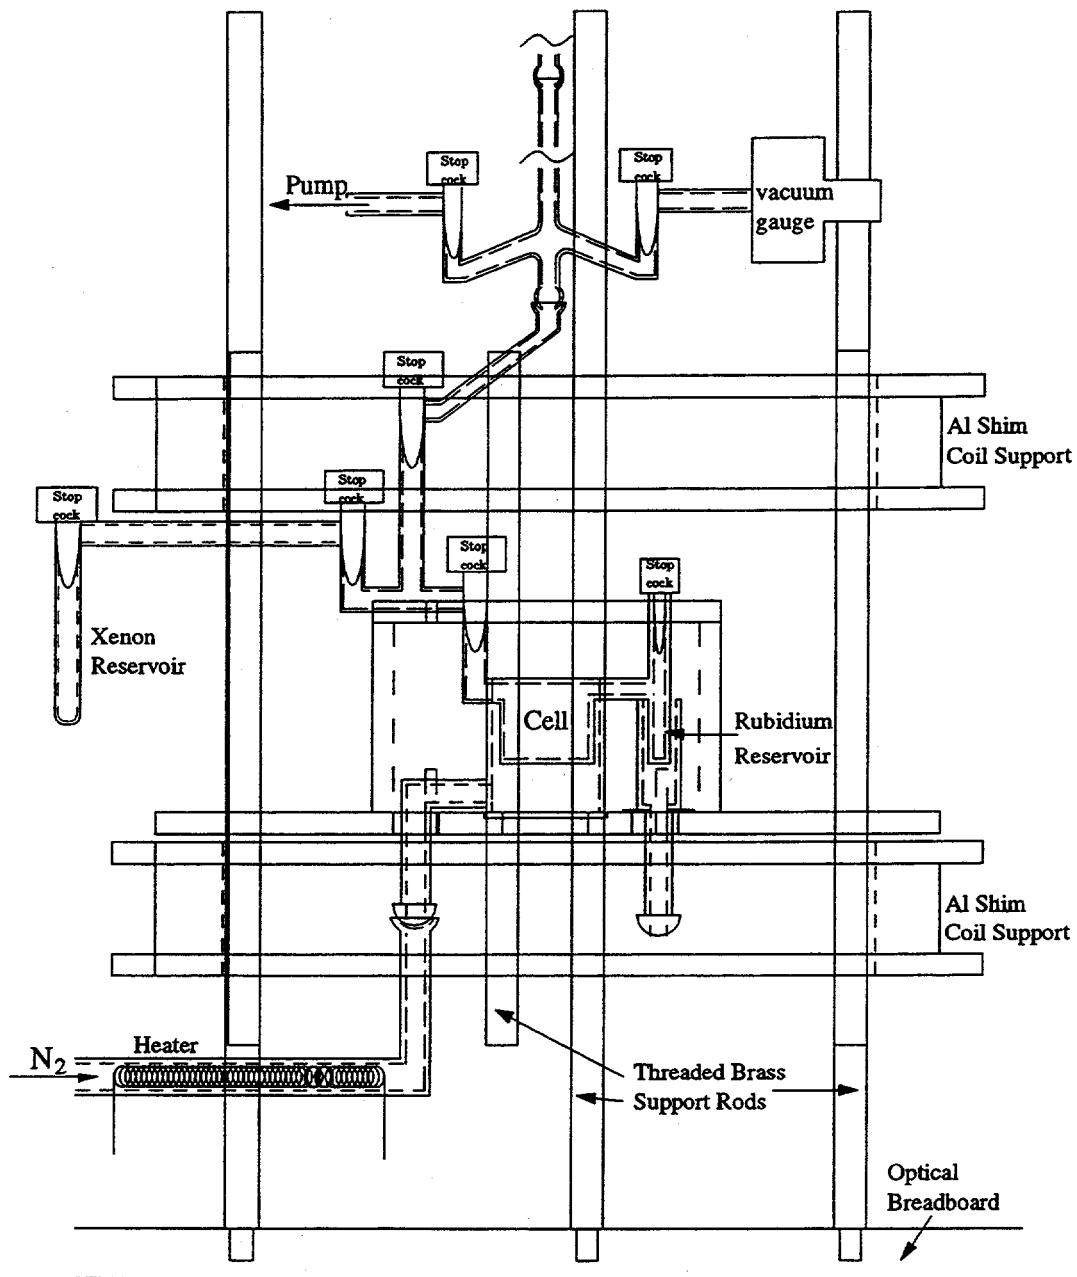 Stop
cock
Stop
cock
Pump
vacuum
gauge
Stop
cock
Al Shim
Coil Support
Stop
cock
Stop
cock
Stop
cock
Stop
cock
Xenon
Reservoir
Cell
Rubidium
Reservoir
Al Shim
Coil Support
Heater
N₂
Threaded Brass
Support Rods
Optical
Breadboard